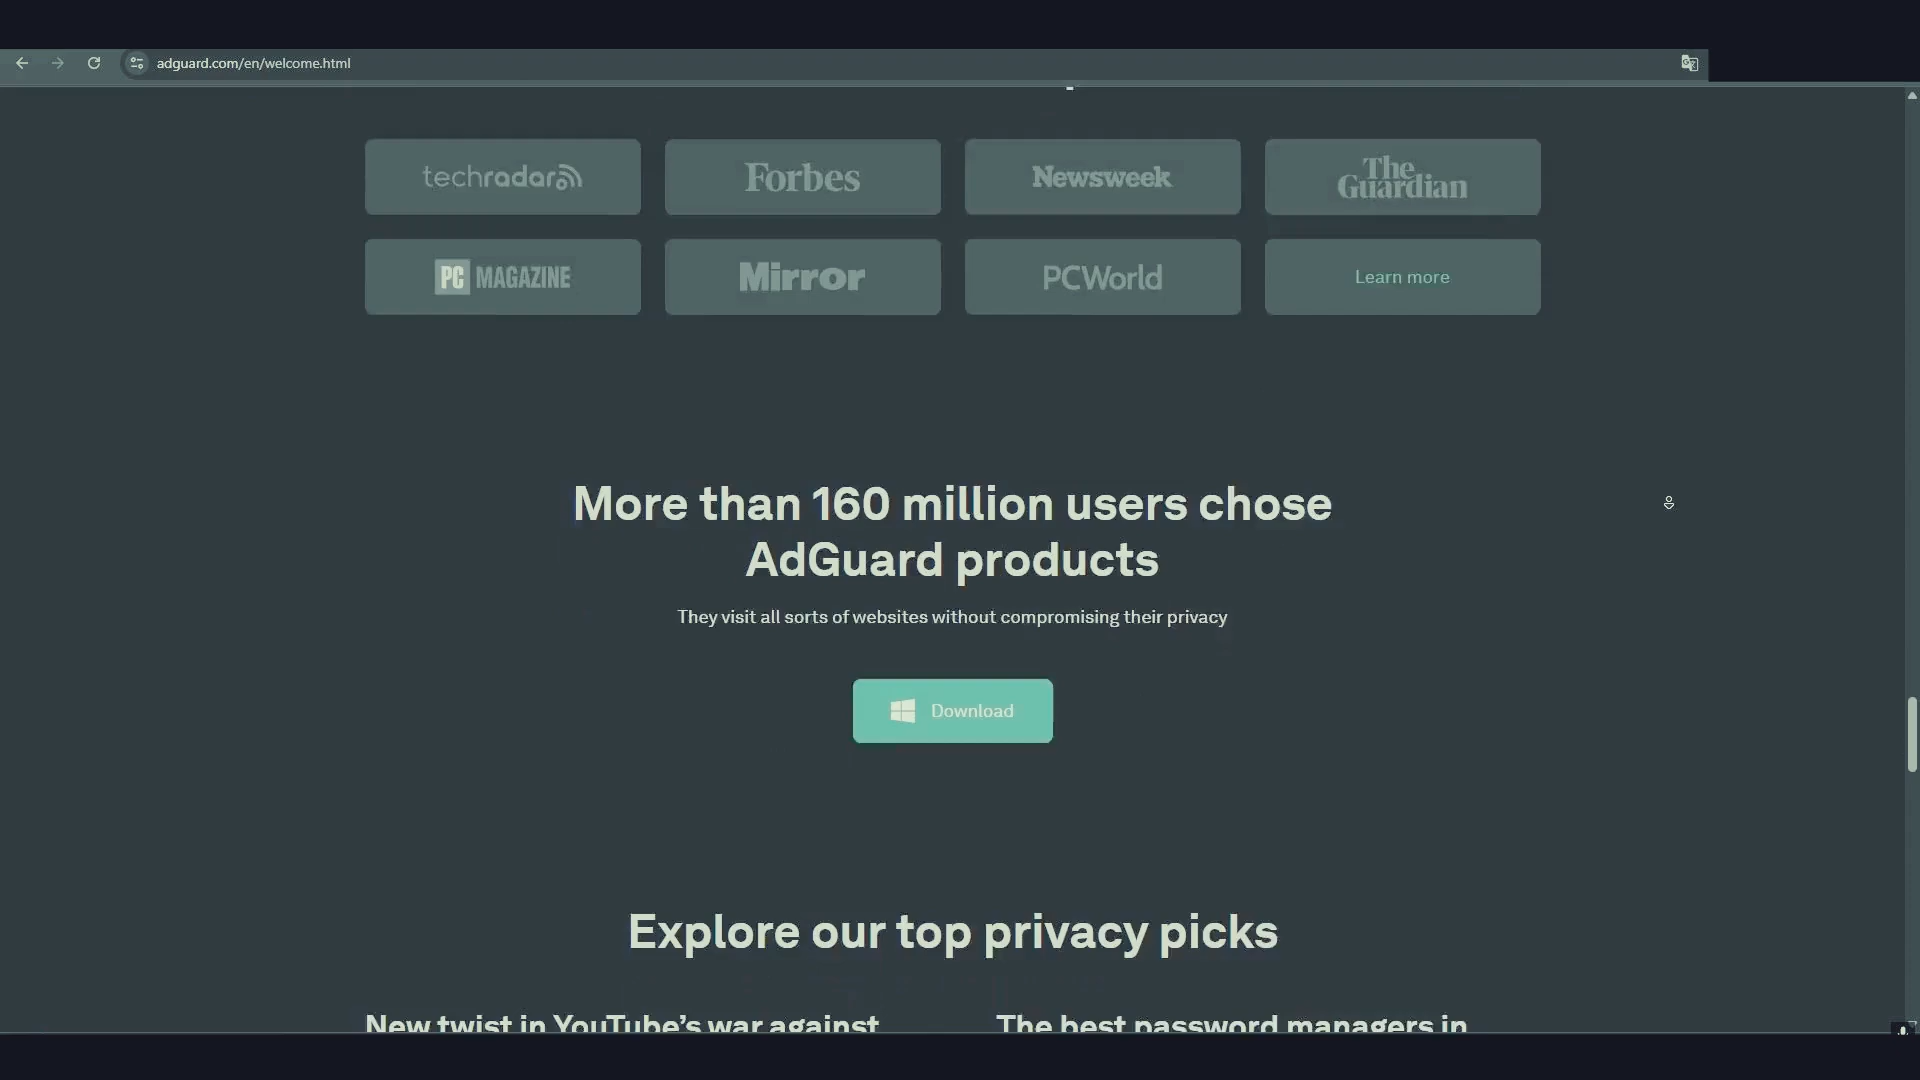 adguard.com/en/welcome.html
techradar
Forbes
Newsweek
The
Guardian
PC MAGAZINE
Mirror
PCWorld
Learn more
More than 160 million users chose
AdGuard products
They visit all sorts of websites without compromising their privacy
Download
Explore our top privacy picks
New twist in YouTube’s war against
The best password managers in